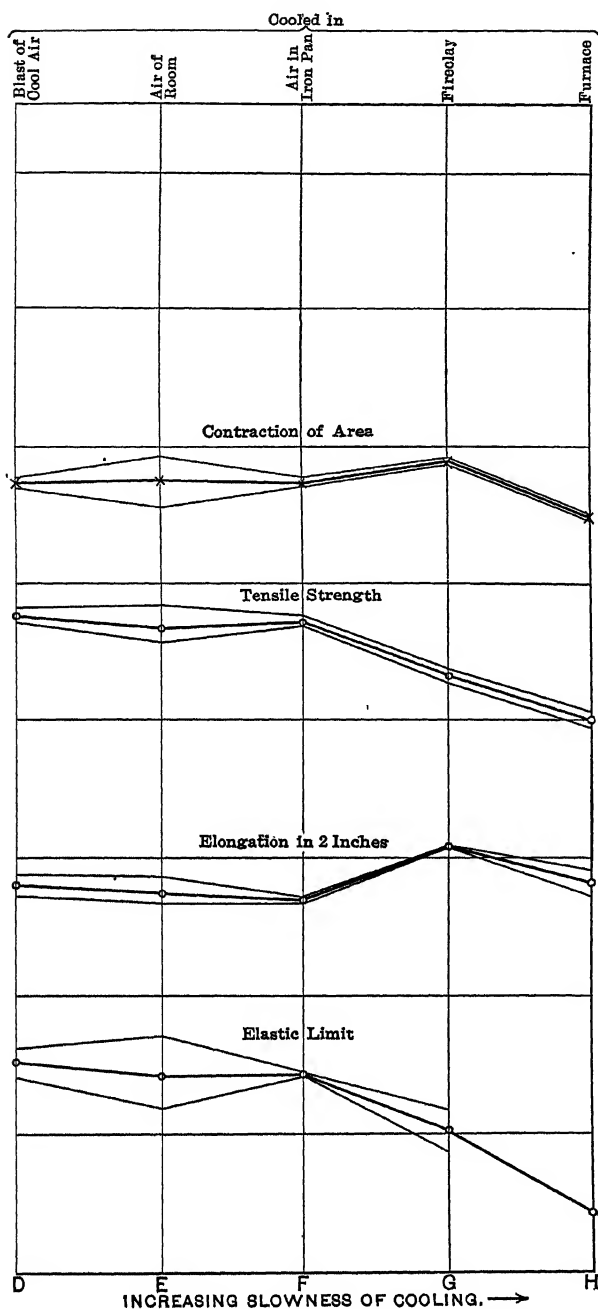 Cooled in
Blast of
Cool Air
Air of
Room
Air in
Iron Pan
Fireclay
Furnace
Contraction of Area
Tensile Strength
Elongation in 2 Inches
Elastic Limit
D E F G H
INCREASING SLOWNESS OF COOLING. →